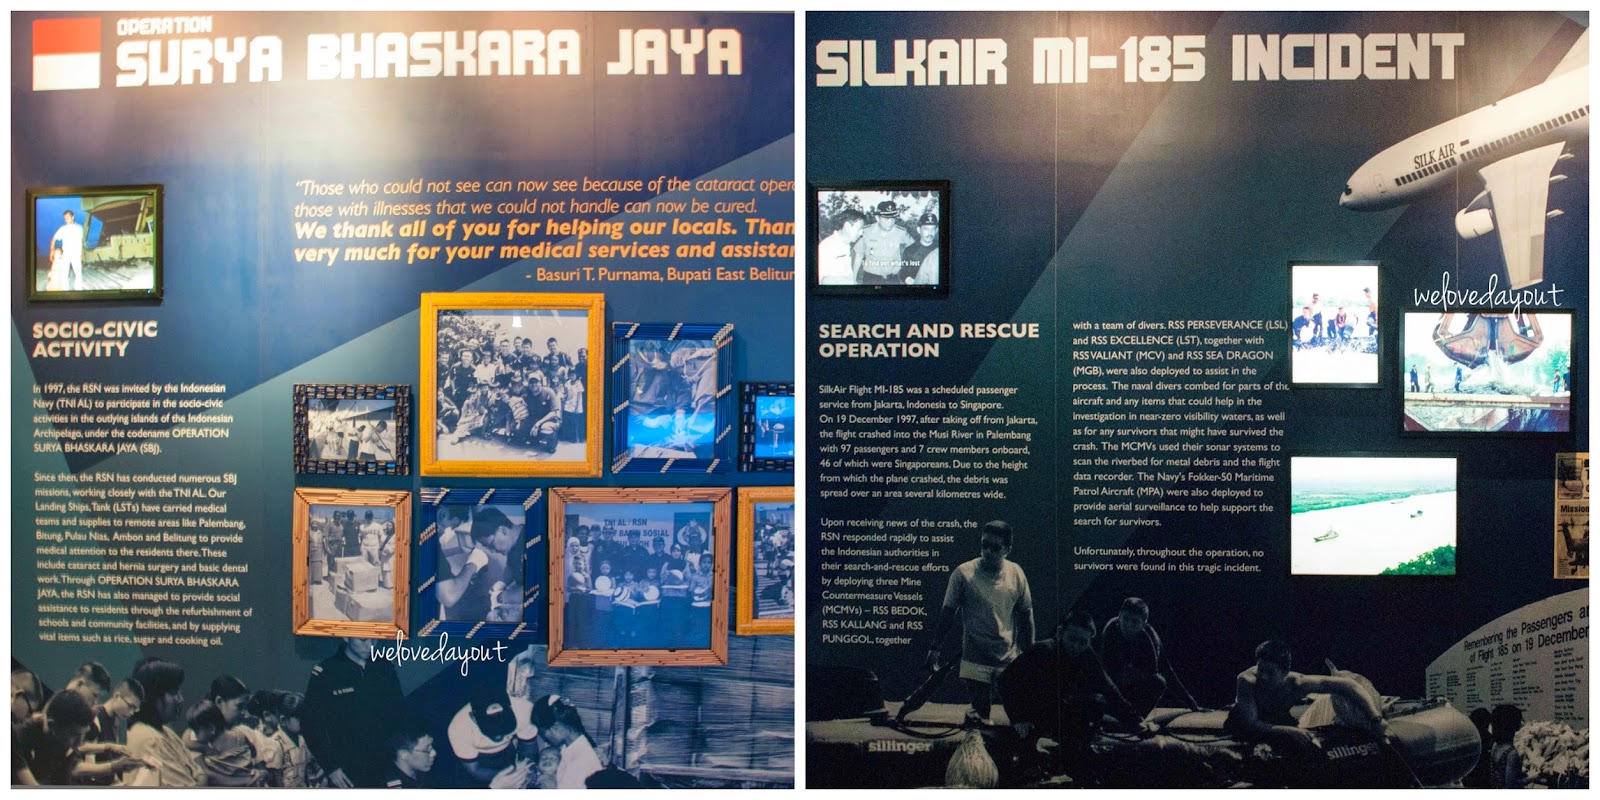 OPERATION
SURYA BHASKARA JAYA
"Those who could not see can now see because of the cataract oper
those with illnesses that we could not handle can now be cured.
We thank all of you for helping our locals. Than
very much for your medical services and assistan
- Basuri T. Purnama, Bupati East Belitun
SOCIO-CIVIC
ACTIVITY
In 1997, the RSN was invited by the Indonesian
Navy (TNI AL) to participate in the socio-civic
activities in the outlying islands of the Indonesian
Archipelago, under the codename OPERATION
SURYA BHASKARA JAYA (SBJ).
Since then, the RSN has conducted numerous SBJ
missions, working closely with the TNI AL. Our
Landing Ships, Tank (LSTs) have carried medical
teams and supplies to remote areas like Palembang,
Bitung, Pulau Nias, Ambon and Belitung to provide
medical attention to the residents there. These
include cataract and hernia surgery and basic dental
work. Through OPERATION SURYA BHASKARA
JAYA, the RSN has also managed to provide social
assistance to residents through the refurbishment of
schools and community facilities, and by supplying
vital items such as rice, sugar and cooking oil.
TNI AL / RSN
SOSIAL
welovedayout
SILKAIR MI-185 INCIDENT
SILK AIR
To find out what's lost
welovedayout
SEARCH AND RESCUE
OPERATION
SilkAir Flight MI-185 was a scheduled passenger
service from Jakarta, Indonesia to Singapore.
On 19 December 1997, after taking off from Jakarta,
the flight crashed into the Musi River in Palembang
with 97 passengers and 7 crew members onboard,
46 of which were Singaporeans. Due to the height
from which the plane crashed, the debris was
spread over an area several kilometres wide.
Upon receiving news of the crash, the
RSN responded rapidly to assist
the Indonesian authorities in
their search-and-rescue efforts
by deploying three Mine
Countermeasure Vessels
(MCMVs) – RSS BEDOK,
RSS KALLANG and RSS
PUNGGOL, together
with a team of divers. RSS PERSEVERANCE (LSL)
and RSS EXCELLENCE (LST), together with
RSS VALIANT (MCV) and RSS SEA DRAGON
(MGB), were also deployed to assist in the
process. The naval divers combed for parts of the
aircraft and any items that could help in the
investigation in near-zero visibility waters, as well
as for any survivors that might have survived the
crash. The MCMVs used their sonar systems to
scan the riverbed for metal debris and the flight
data recorder. The Navy's Fokker-50 Maritime
Patrol Aircraft (MPA) were also deployed to
provide aerial surveillance to help support the
search for survivors.
Unfortunately, throughout the operation, no
survivors were found in this tragic incident.
Mission
Remembering the Passengers an
of Flight 185 on 19 December
sillinger
sillinger